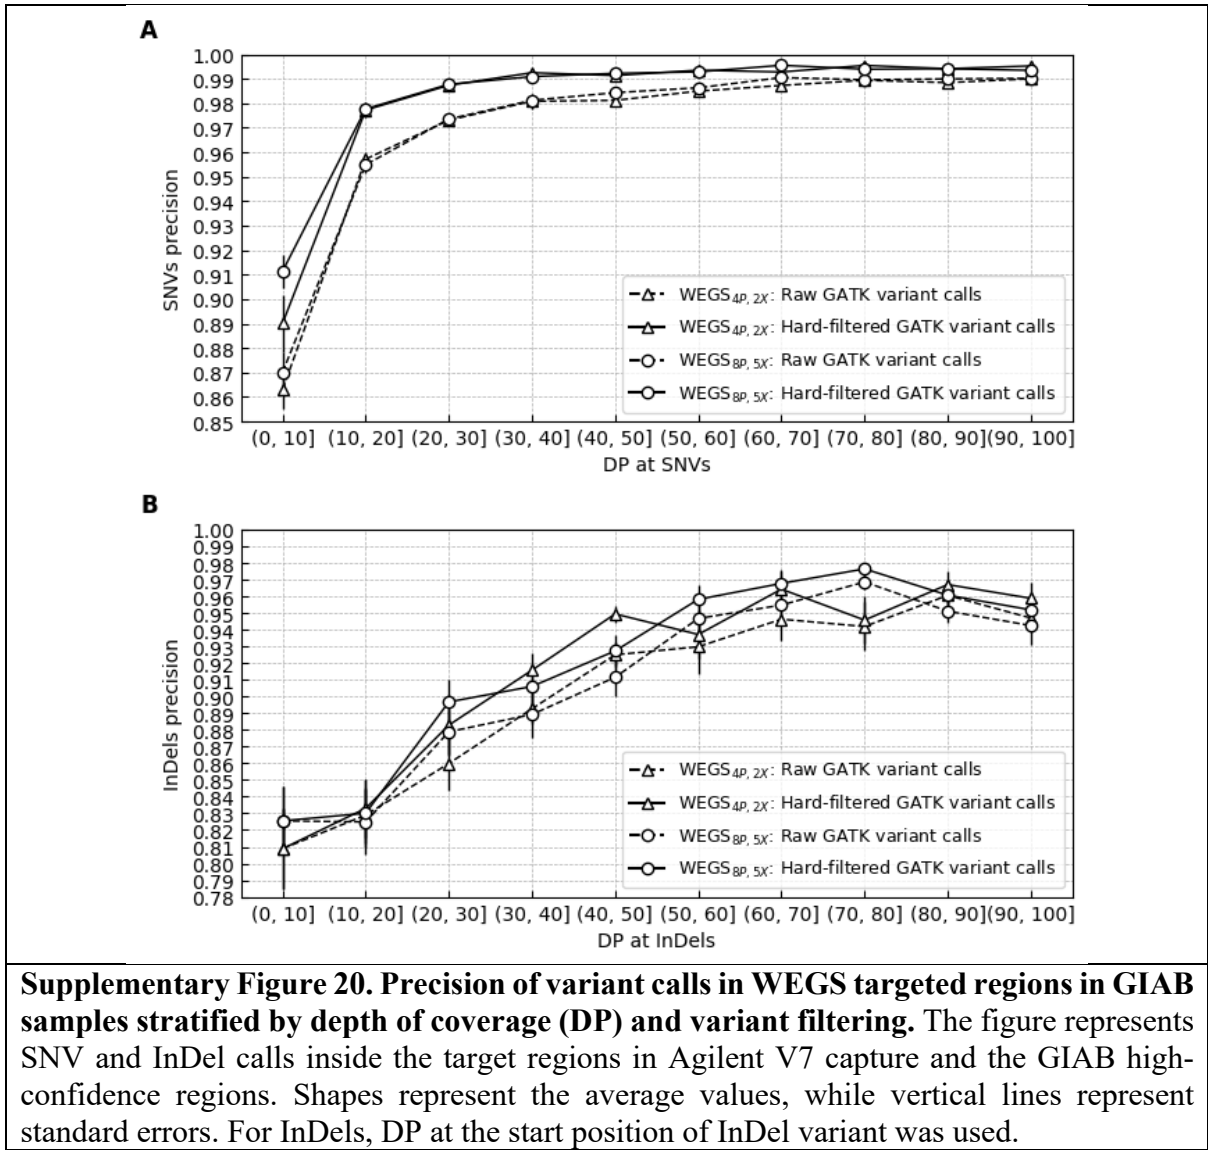 A
1.00
0.99
0.98
0.97
0.96
0.95
0.94
0.93
0.92
0.91
0.90
0.89
0.88
0.87
0.86
0.85
SNVs precision
WEGS4P, 2X: Raw GATK variant calls
WEGS4P, 2X: Hard-filtered GATK variant calls
WEGS8P, 5X: Raw GATK variant calls
WEGS8P, 5X: Hard-filtered GATK variant calls
(0, 10] (10, 20] (20, 30] (30, 40] (40, 50] (50, 60] (60, 70] (70, 80] (80, 90] (90, 100]
DP at SNVs
B
1.00
0.99
0.98
0.97
0.96
0.95
0.94
0.93
0.92
0.91
0.90
0.89
0.88
0.87
0.86
0.85
0.84
0.83
0.82
0.81
0.80
0.79
0.78
InDels precision
WEGS4P, 2X: Raw GATK variant calls
WEGS4P, 2X: Hard-filtered GATK variant calls
WEGS8P, 5X: Raw GATK variant calls
WEGS8P, 5X: Hard-filtered GATK variant calls
(0, 10] (10, 20] (20, 30] (30, 40] (40, 50] (50, 60] (60, 70] (70, 80] (80, 90] (90, 100]
DP at InDels
Supplementary Figure 20. Precision of variant calls in WEGS targeted regions in GIAB
samples stratified by depth of coverage (DP) and variant filtering. The figure represents
SNV and InDel calls inside the target regions in Agilent V7 capture and the GIAB high-
confidence regions. Shapes represent the average values, while vertical lines represent
standard errors. For InDels, DP at the start position of InDel variant was used.